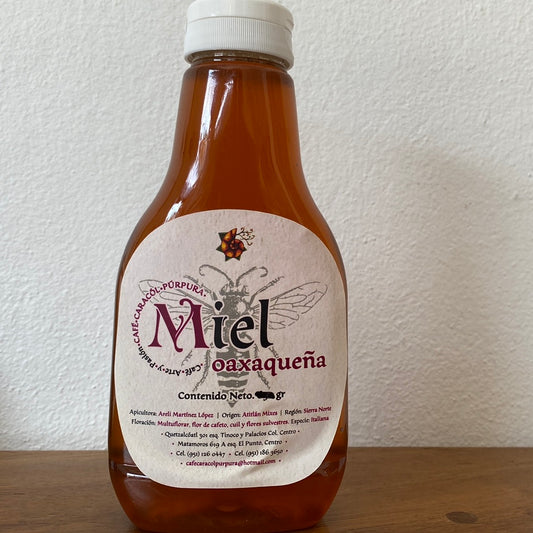 •CAFÉ•CARACOL•PÚRPURA•
•Café, Arte y Pasión•
Miel
oaxaqueña
Contenido Neto. gr
Apicultora: Areli Martínez López | Origen: Atitlán Mixes | Región: Sierra Norte
Floración: Multuflora, flor de cafeto, cuil y flores silvestres. Especie: Italiana
• Quetzalcóatl 301 esq. Tinoco y Palacios Col. Centro •
• Matamoros 619 A esq. El Punto, Centro •
• Cel. (951) 126 0447 • Cel. (951) 186 3650 •
• cafecaracolpurpura@hotmail.com •